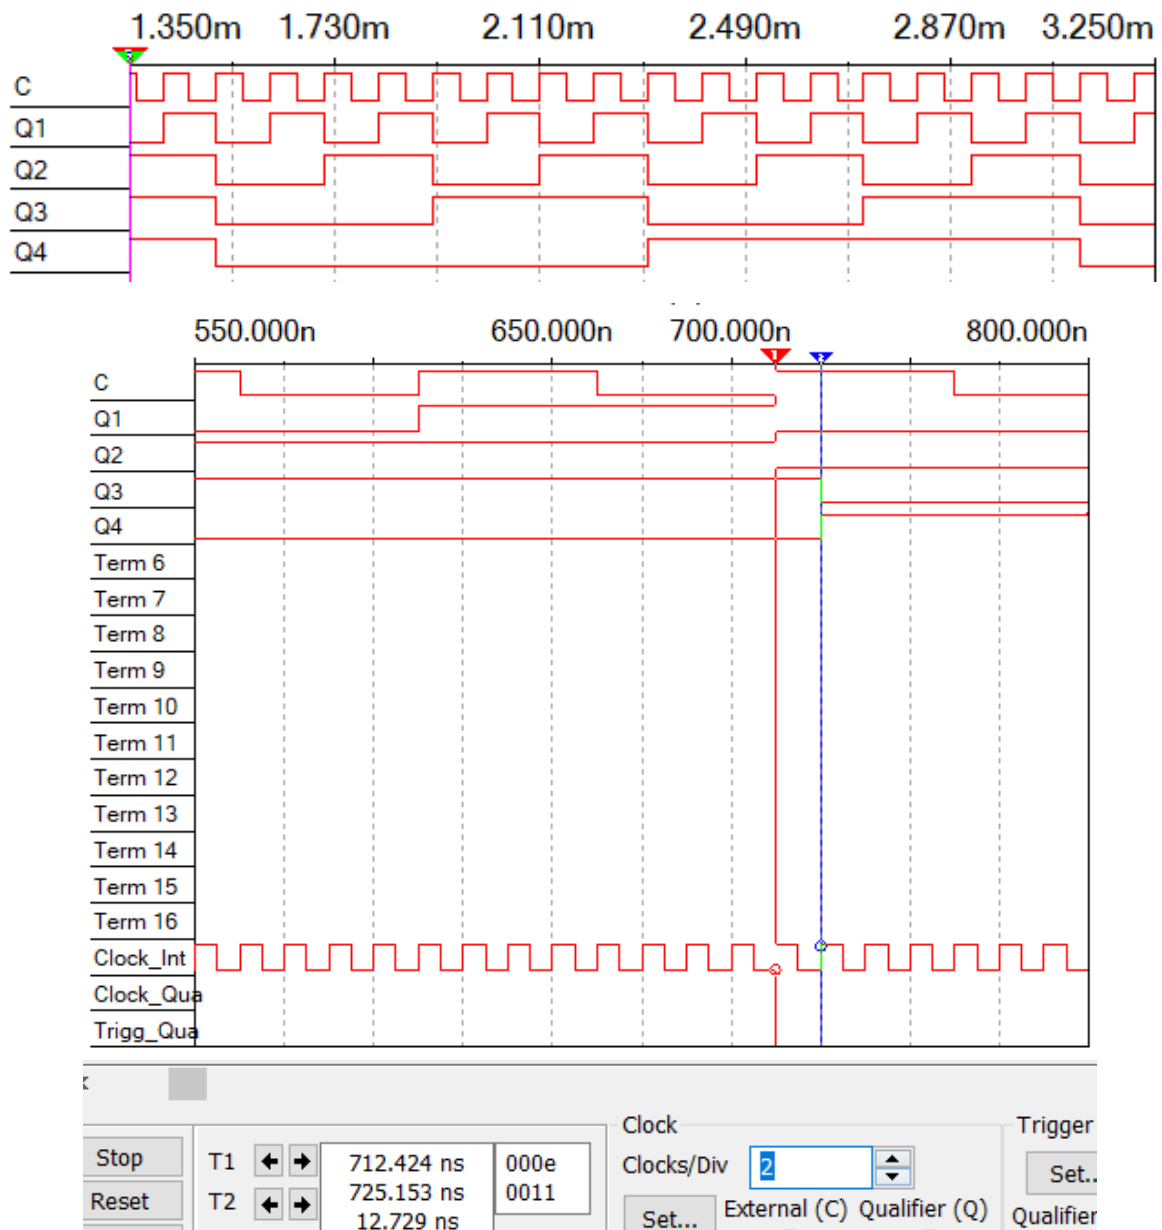 1.350m 1.730m 2.110m 2.490m 2.870m 3.250m
C
Q1
Q2
Q3
Q4
550.000n 650.000n 700.000n 800.000n
1 2
C
Q1
Q2
Q3
Q4
Term 6
Term 7
Term 8
Term 9
Term 10
Term 11
Term 12
Term 13
Term 14
Term 15
Term 16
Clock_Int
Clock_Qua
Trigg_Qua
Clock Trigger
Stop T1 712.424 ns 000e Clocks/Div 2 Set..
Reset T2 725.153 ns 0011
12.729 ns Set... External (C) Qualifier (Q) Qualifier